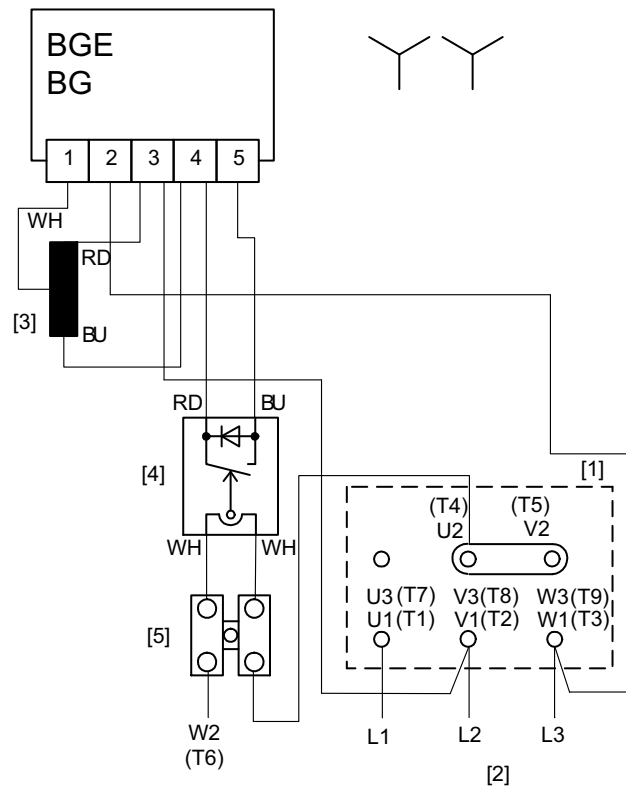 BGE
BG
1 2 3 4 5
WH
RD
[3]
BU
RD BU
[4]
[1]
(T4) (T5)
U2 V2
WH WH
U3 (T7) V3(T8) W3(T9)
U1(T1) V1(T2) W1(T3)
[5]
W2
(T6)
L1 L2 L3
[2]